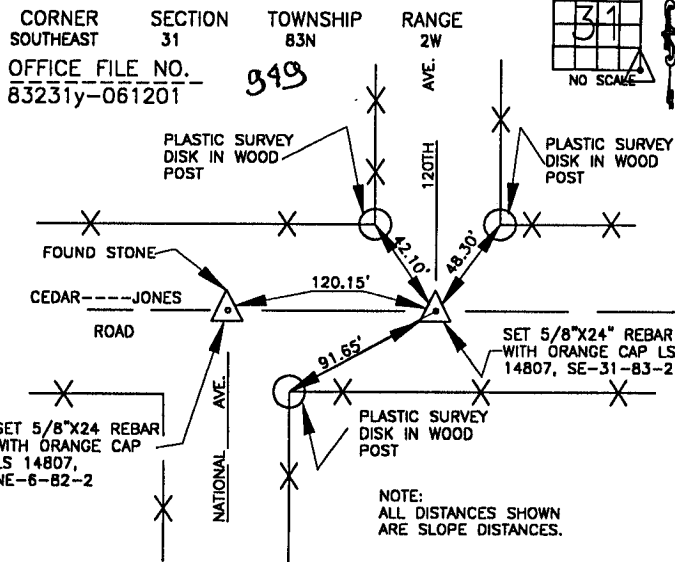 CORNER SECTION TOWNSHIP RANGE
SOUTHEAST 31 83N 2W
OFFICE FILE NO.
83231y-061201
949
31
NO SCALE
PLASTIC SURVEY
DISK IN WOOD
POST
120TH AVE.
PLASTIC SURVEY
DISK IN WOOD
POST
42.10'
48.30'
FOUND STONE
120.15'
CEDAR----JONES
ROAD
91.65'
SET 5/8"X24" REBAR
WITH ORANGE CAP LS
14807, SE-31-83-2
SET 5/8"X24 REBAR
WITH ORANGE CAP
LS 14807,
NE-6-82-2
NATIONAL AVE.
PLASTIC SURVEY
DISK IN WOOD
POST
NOTE:
ALL DISTANCES SHOWN
ARE SLOPE DISTANCES.